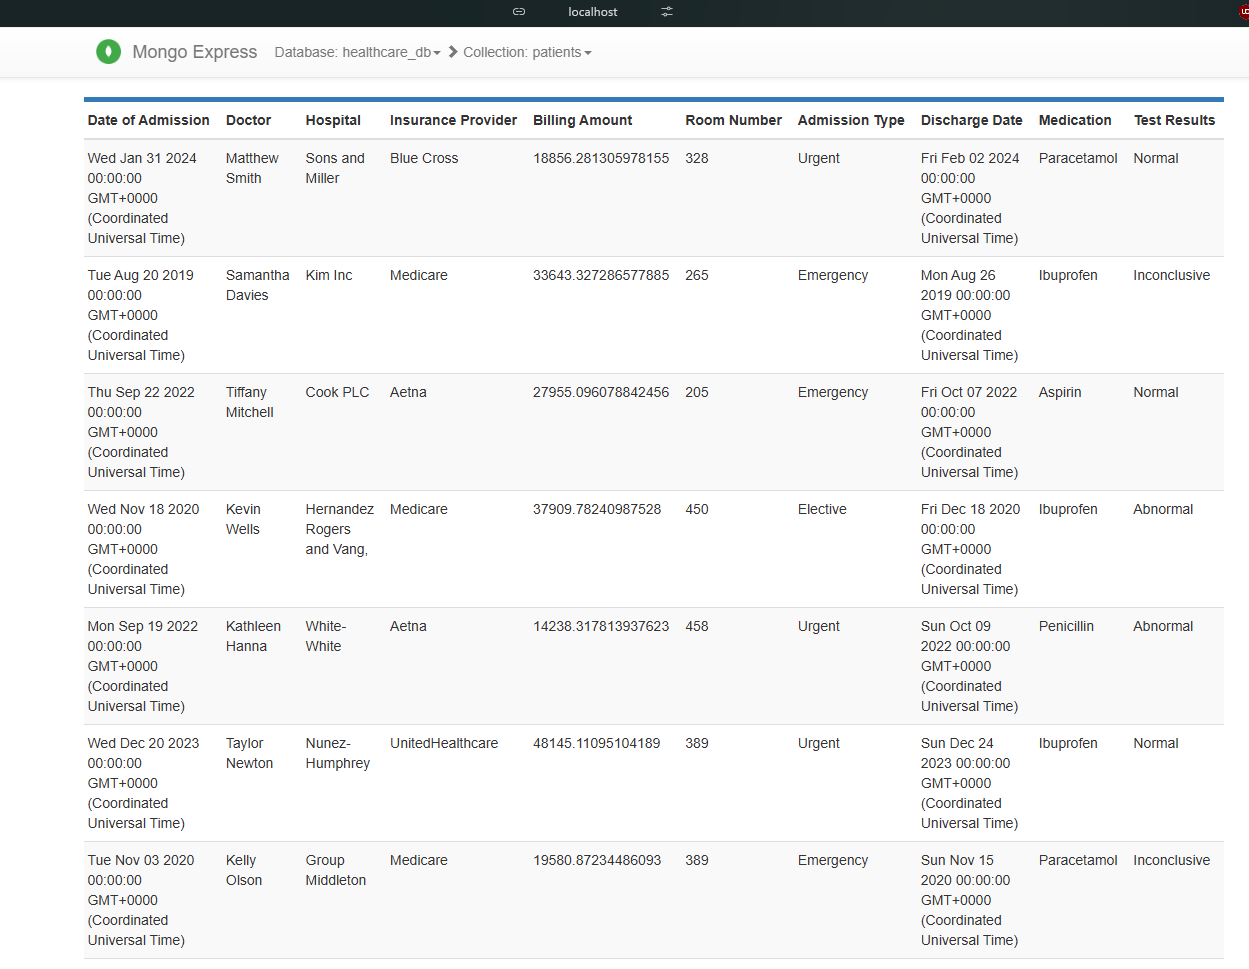 localhost
Mongo Express Database: healthcare_db Collection: patients
Date of Admission Doctor Hospital Insurance Provider Billing Amount Room Number Admission Type Discharge Date Medication Test Results
Wed Jan 31 2024 Matthew Sons and Blue Cross 18856.281305978155 328 Urgent Fri Feb 02 2024 Paracetamol Normal
00:00:00 Smith Miller 00:00:00
GMT+0000 GMT+0000
(Coordinated (Coordinated
Universal Time) Universal Time)
Tue Aug 20 2019 Samantha Kim Inc Medicare 33643.327286577885 265 Emergency Mon Aug 26 Ibuprofen Inconclusive
00:00:00 Davies 2019 00:00:00
GMT+0000 GMT+0000
(Coordinated (Coordinated
Universal Time) Universal Time)
Thu Sep 22 2022 Tiffany Cook PLC Aetna 27955.096078842456 205 Emergency Fri Oct 07 2022 Aspirin Normal
00:00:00 Mitchell 00:00:00
GMT+0000 GMT+0000
(Coordinated (Coordinated
Universal Time) Universal Time)
Wed Nov 18 2020 Kevin Hernandez Medicare 37909.78240987528 450 Elective Fri Dec 18 2020 Ibuprofen Abnormal
00:00:00 Wells Rogers 00:00:00
GMT+0000 and Vang, GMT+0000
(Coordinated (Coordinated
Universal Time) Universal Time)
Mon Sep 19 2022 Kathleen White- Aetna 14238.317813937623 458 Urgent Sun Oct 09 Penicillin Abnormal
00:00:00 Hanna White 2022 00:00:00
GMT+0000 GMT+0000
(Coordinated (Coordinated
Universal Time) Universal Time)
Wed Dec 20 2023 Taylor Nunez- UnitedHealthcare 48145.11095104189 389 Urgent Sun Dec 24 Ibuprofen Normal
00:00:00 Newton Humphrey 2023 00:00:00
GMT+0000 GMT+0000
(Coordinated (Coordinated
Universal Time) Universal Time)
Tue Nov 03 2020 Kelly Group Medicare 19580.87234486093 389 Emergency Sun Nov 15 Paracetamol Inconclusive
00:00:00 Olson Middleton 2020 00:00:00
GMT+0000 GMT+0000
(Coordinated (Coordinated
Universal Time) Universal Time)